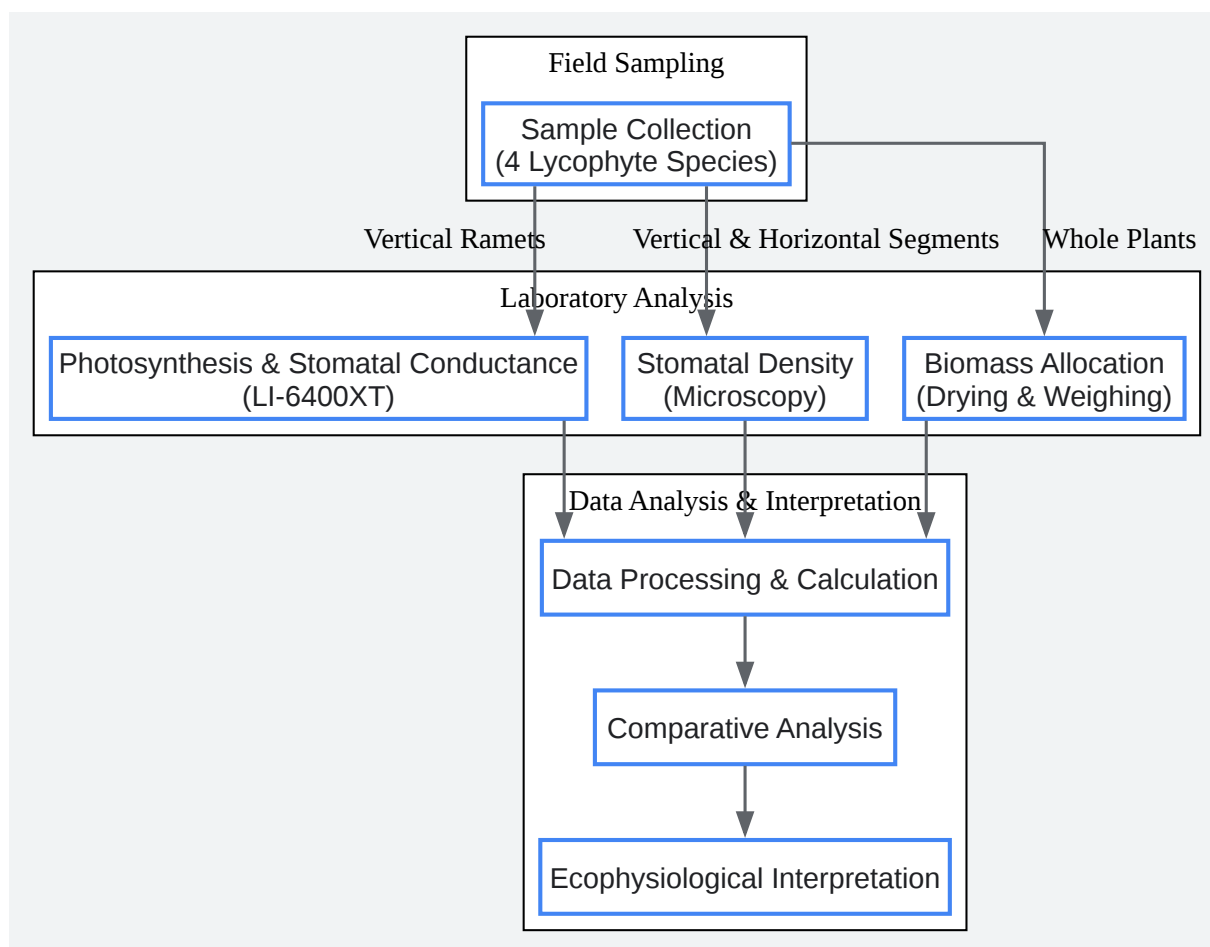 Field Sampling
Sample Collection
(4 Lycophyte Species)
Vertical Ramets
Vertical & Horizontal Segments
Whole Plants
Laboratory Analysis
Photosynthesis & Stomatal Conductance
(LI-6400XT)
Stomatal Density
(Microscopy)
Biomass Allocation
(Drying & Weighing)
Data Analysis & Interpretation
Data Processing & Calculation
Comparative Analysis
Ecophysiological Interpretation